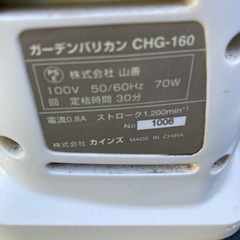 ガーデンバリカン CHG-160
株式会社 山善
100V 50/60Hz 70W
回 定格時間 30分
電流0.8A ストローク1,200min⁻¹
No 1006
株式会社 カインズ MADE IN CHINA